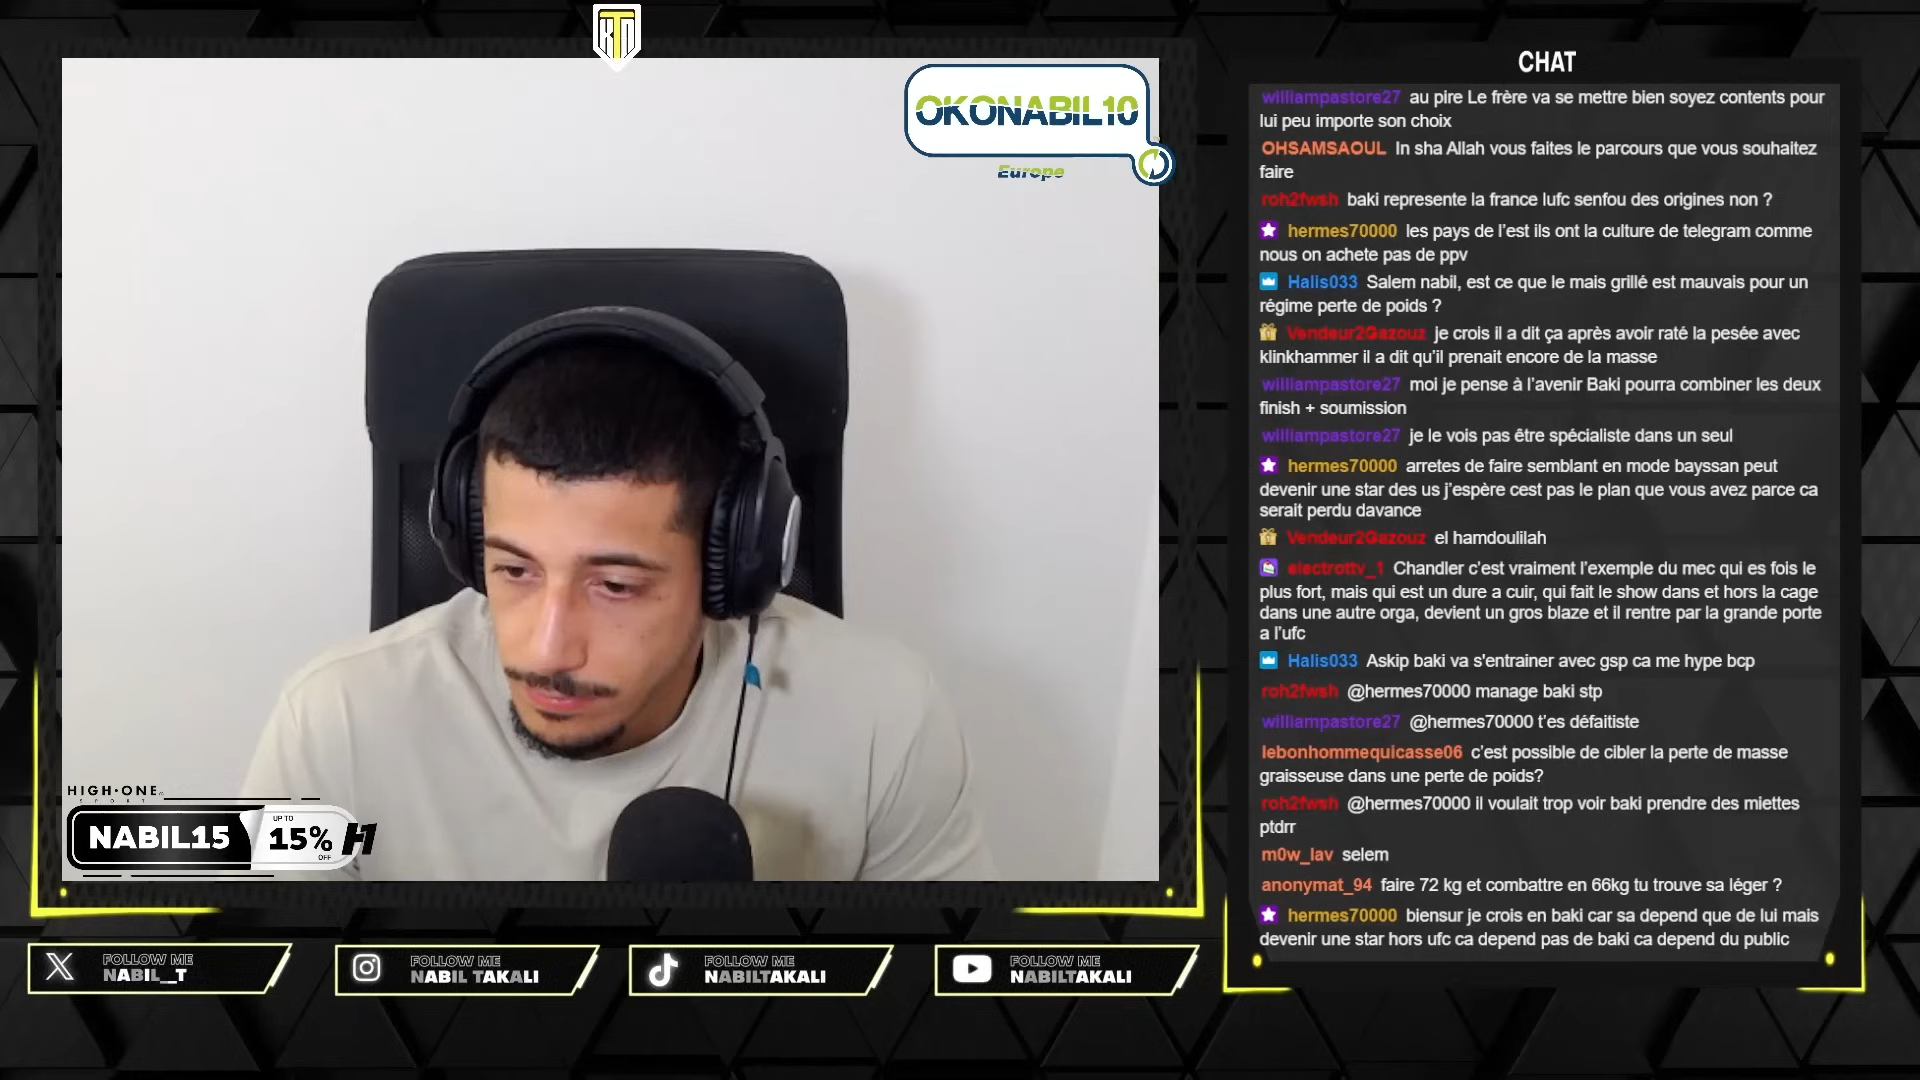 KTN
OKONABIL10
Europe
HIGH·ONE
SPORT
NABIL15
UP TO
15%
OFF
H1
FOLLOW ME
NABIL__T
FOLLOW ME
NABIL TAKALI
FOLLOW ME
NABILTAKALI
FOLLOW ME
NABILTAKALI
CHAT
williampastore27 au pire Le frère va se mettre bien soyez contents pour
lui peu importe son choix
OHSAMSAOUL In sha Allah vous faites le parcours que vous souhaitez
faire
roh2fwsh baki represente la france lufc senfou des origines non ?
hermes70000 les pays de l’est ils ont la culture de telegram comme
nous on achete pas de ppv
Halis033 Salem nabil, est ce que le mais grillé est mauvais pour un
régime perte de poids ?
Vendeur2Gazouz je crois il a dit ça après avoir raté la pesée avec
klinkhammer il a dit qu’il prenait encore de la masse
williampastore27 moi je pense à l’avenir Baki pourra combiner les deux
finish + soumission
williampastore27 je le vois pas être spécialiste dans un seul
hermes70000 arretes de faire semblant en mode bayssan peut
devenir une star des us j’espère cest pas le plan que vous avez parce ca
serait perdu davance
Vendeur2Gazouz el hamdoulilah
electrottv_1 Chandler c’est vraiment l’exemple du mec qui es fois le
plus fort, mais qui est un dure a cuir, qui fait le show dans et hors la cage
dans une autre orga, devient un gros blaze et il rentre par la grande porte
a l’ufc
Halis033 Askip baki va s'entrainer avec gsp ca me hype bcp
roh2fwsh @hermes70000 manage baki stp
williampastore27 @hermes70000 t’es défaitiste
lebonhommequicasse06 c’est possible de cibler la perte de masse
graisseuse dans une perte de poids?
roh2fwsh @hermes70000 il voulait trop voir baki prendre des miettes
ptdrr
m0w_lav selem
anonymat_94 faire 72 kg et combattre en 66kg tu trouve sa léger ?
hermes70000 biensur je crois en baki car sa depend que de lui mais
devenir une star hors ufc ca depend pas de baki ca depend du public